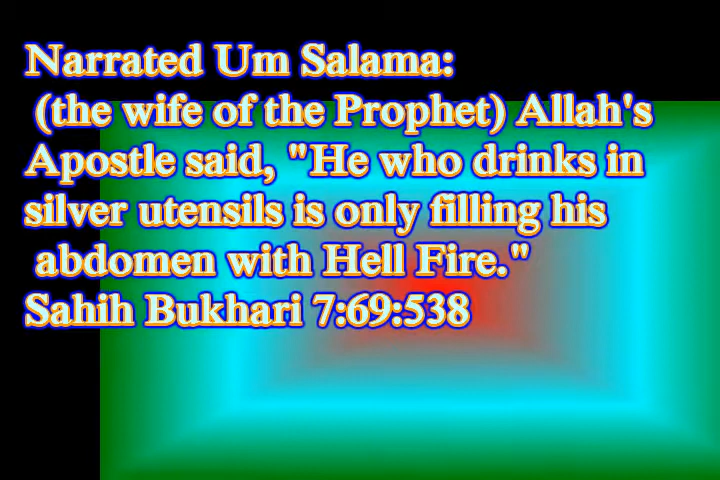 Narrated Um Salama:
(the wife of the Prophet) Allah's
Apostle said, "He who drinks in
silver utensils is only filling his
abdomen with Hell Fire."
Sahih Bukhari 7:69:538